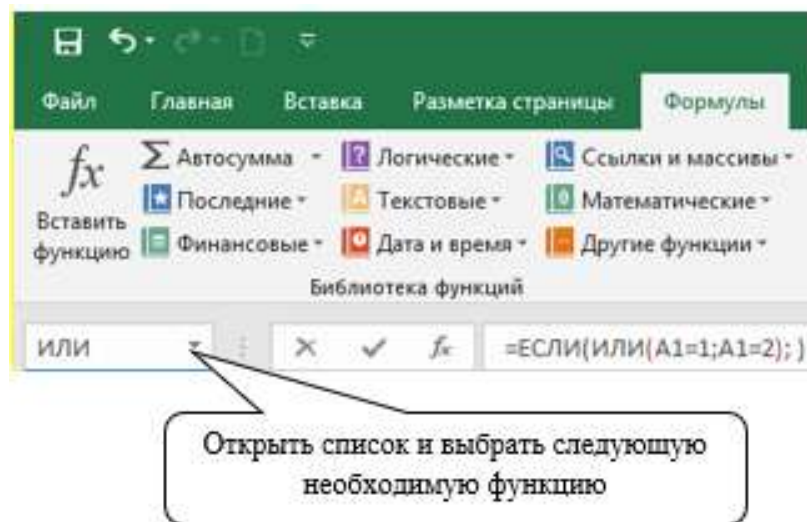 Файл Главная Вставка Разметка страницы Формулы
fx Вставить функцию
Σ Автосумма Логические Ссылки и массивы
Последние Текстовые Математические
Финансовые Дата и время Другие функции
Библиотека функций
ИЛИ fx =ЕСЛИ(ИЛИ(A1=1;A1=2); )
Открыть список и выбрать следующую
необходимую функцию